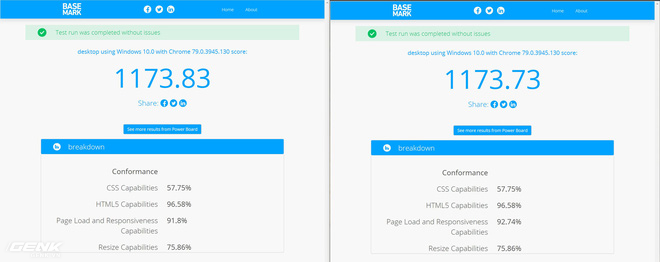 BASE
MARK
Home
About
Test run was completed without issues
desktop using Windows 10.0 with Chrome 79.0.3945.130 score:
1173.83
Share:
See more results from Power Board
breakdown
Conformance
CSS Capabilities 57,75%
HTML5 Capabilities 96,58%
Page Load and Responsiveness 91,8%
Capabilities
Resize Capabilities 75,86%
GENK
BASE
MARK
Home
About
Test run was completed without issues
desktop using Windows 10.0 with Chrome 79.0.3945.130 score:
1173.73
Share:
See more results from Power Board
breakdown
Conformance
CSS Capabilities 57,75%
HTML5 Capabilities 96,58%
Page Load and Responsiveness 92,74%
Capabilities
Resize Capabilities 75,86%